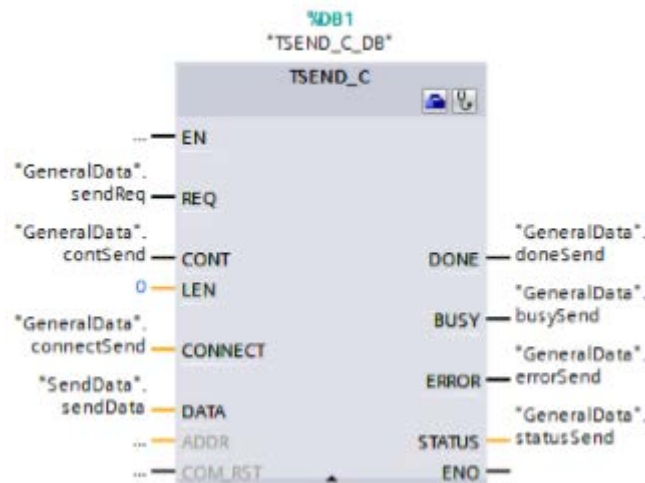 %DB1
"TSEND_C_DB"
TSEND_C
... EN
"GeneralData".
sendReq REQ
"GeneralData".
contSend CONT
0 LEN
"GeneralData".
connectSend CONNECT
"SendData".
sendData DATA
... ADDR
... COM_RST
"GeneralData".
DONE doneSend
"GeneralData".
BUSY busySend
"GeneralData".
ERROR errorSend
"GeneralData".
STATUS statusSend
ENO